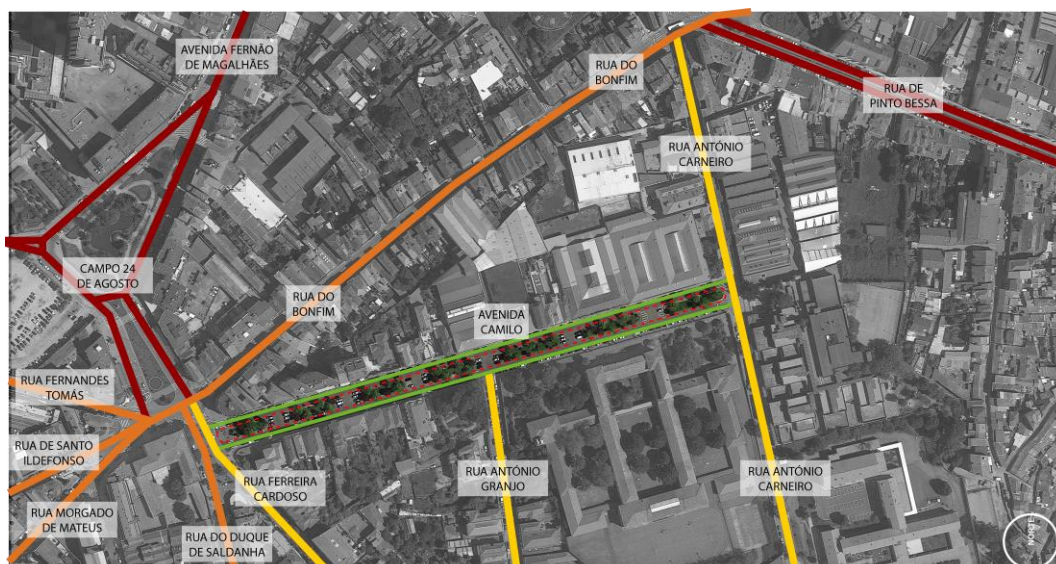 AVENIDA FERNÃO
DE MAGALHÃES
RUA DO
BONFIM
RUA DE
PINTO BESSA
RUA ANTÓNIO
CARNEIRO
CAMPO 24
DE AGOSTO
RUA DO
BONFIM
AVENIDA
CAMILO
RUA FERNANDES
TOMÁS
RUA DE SANTO
ILDEFONSO
RUA FERREIRA
CARDOSO
RUA ANTÓNIO
GRANJO
RUA ANTÓNIO
CARNEIRO
RUA MORGADO
DE MATEUS
RUA DO DUQUE
DE SALDANHA
NORTE